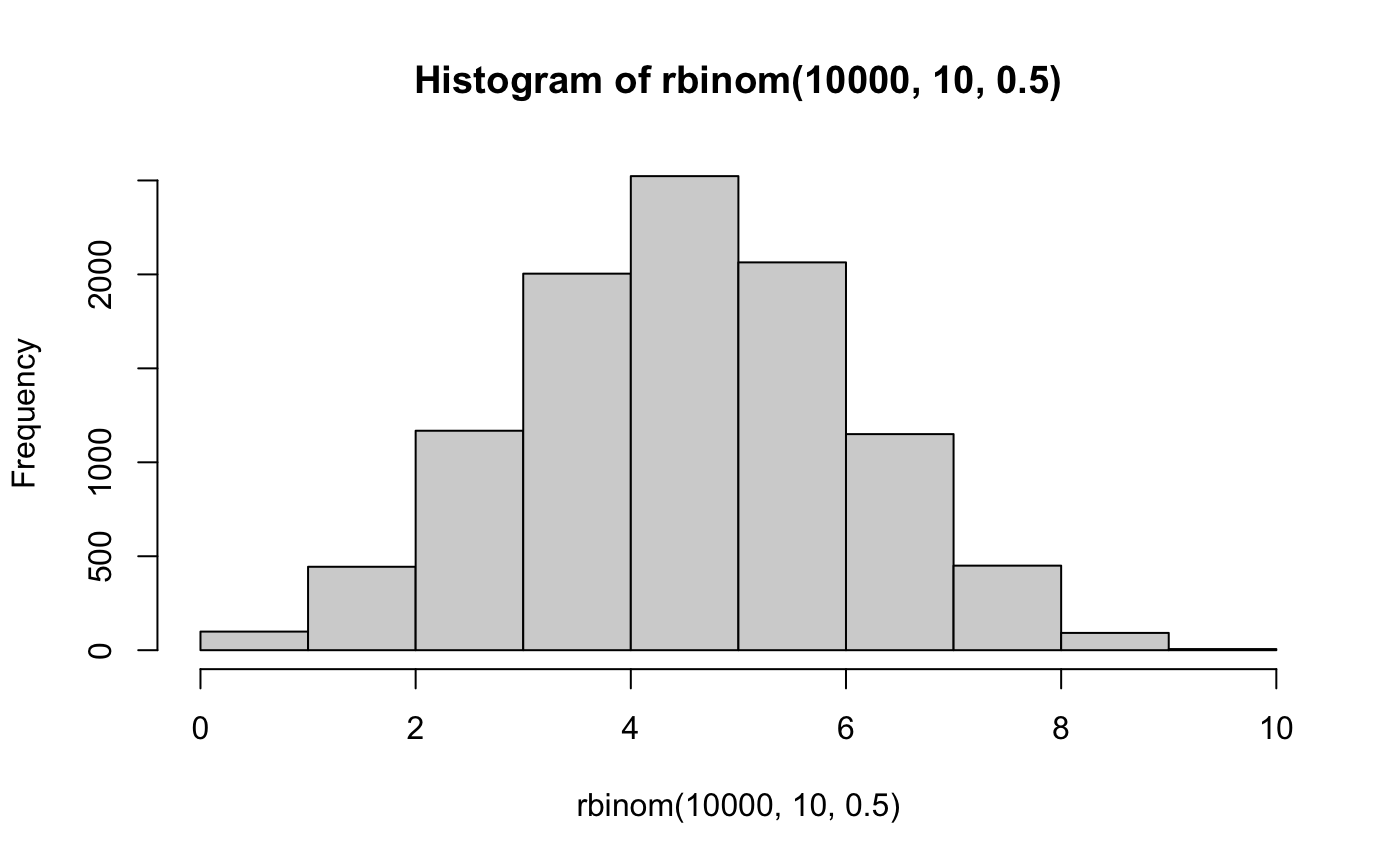 Histogram of rbinom(10000, 10, 0.5)
Frequency
2000
1000
500
0
0 2 4 6 8 10
rbinom(10000, 10, 0.5)